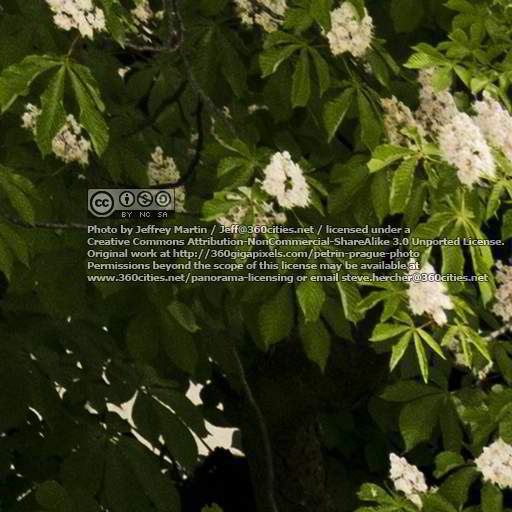 cc
BY NC SA
Photo by Jeffrey Martin / Jeff@360cities.net / licensed under a
Creative Commons Attribution-NonCommercial-ShareAlike 3.0 Unported License.
Original work at http://360gigapixels.com/petrin-prague-photo
Permissions beyond the scope of this license may be available at
www.360cities.net/panorama-licensing or email steve.hercher@360cities.net